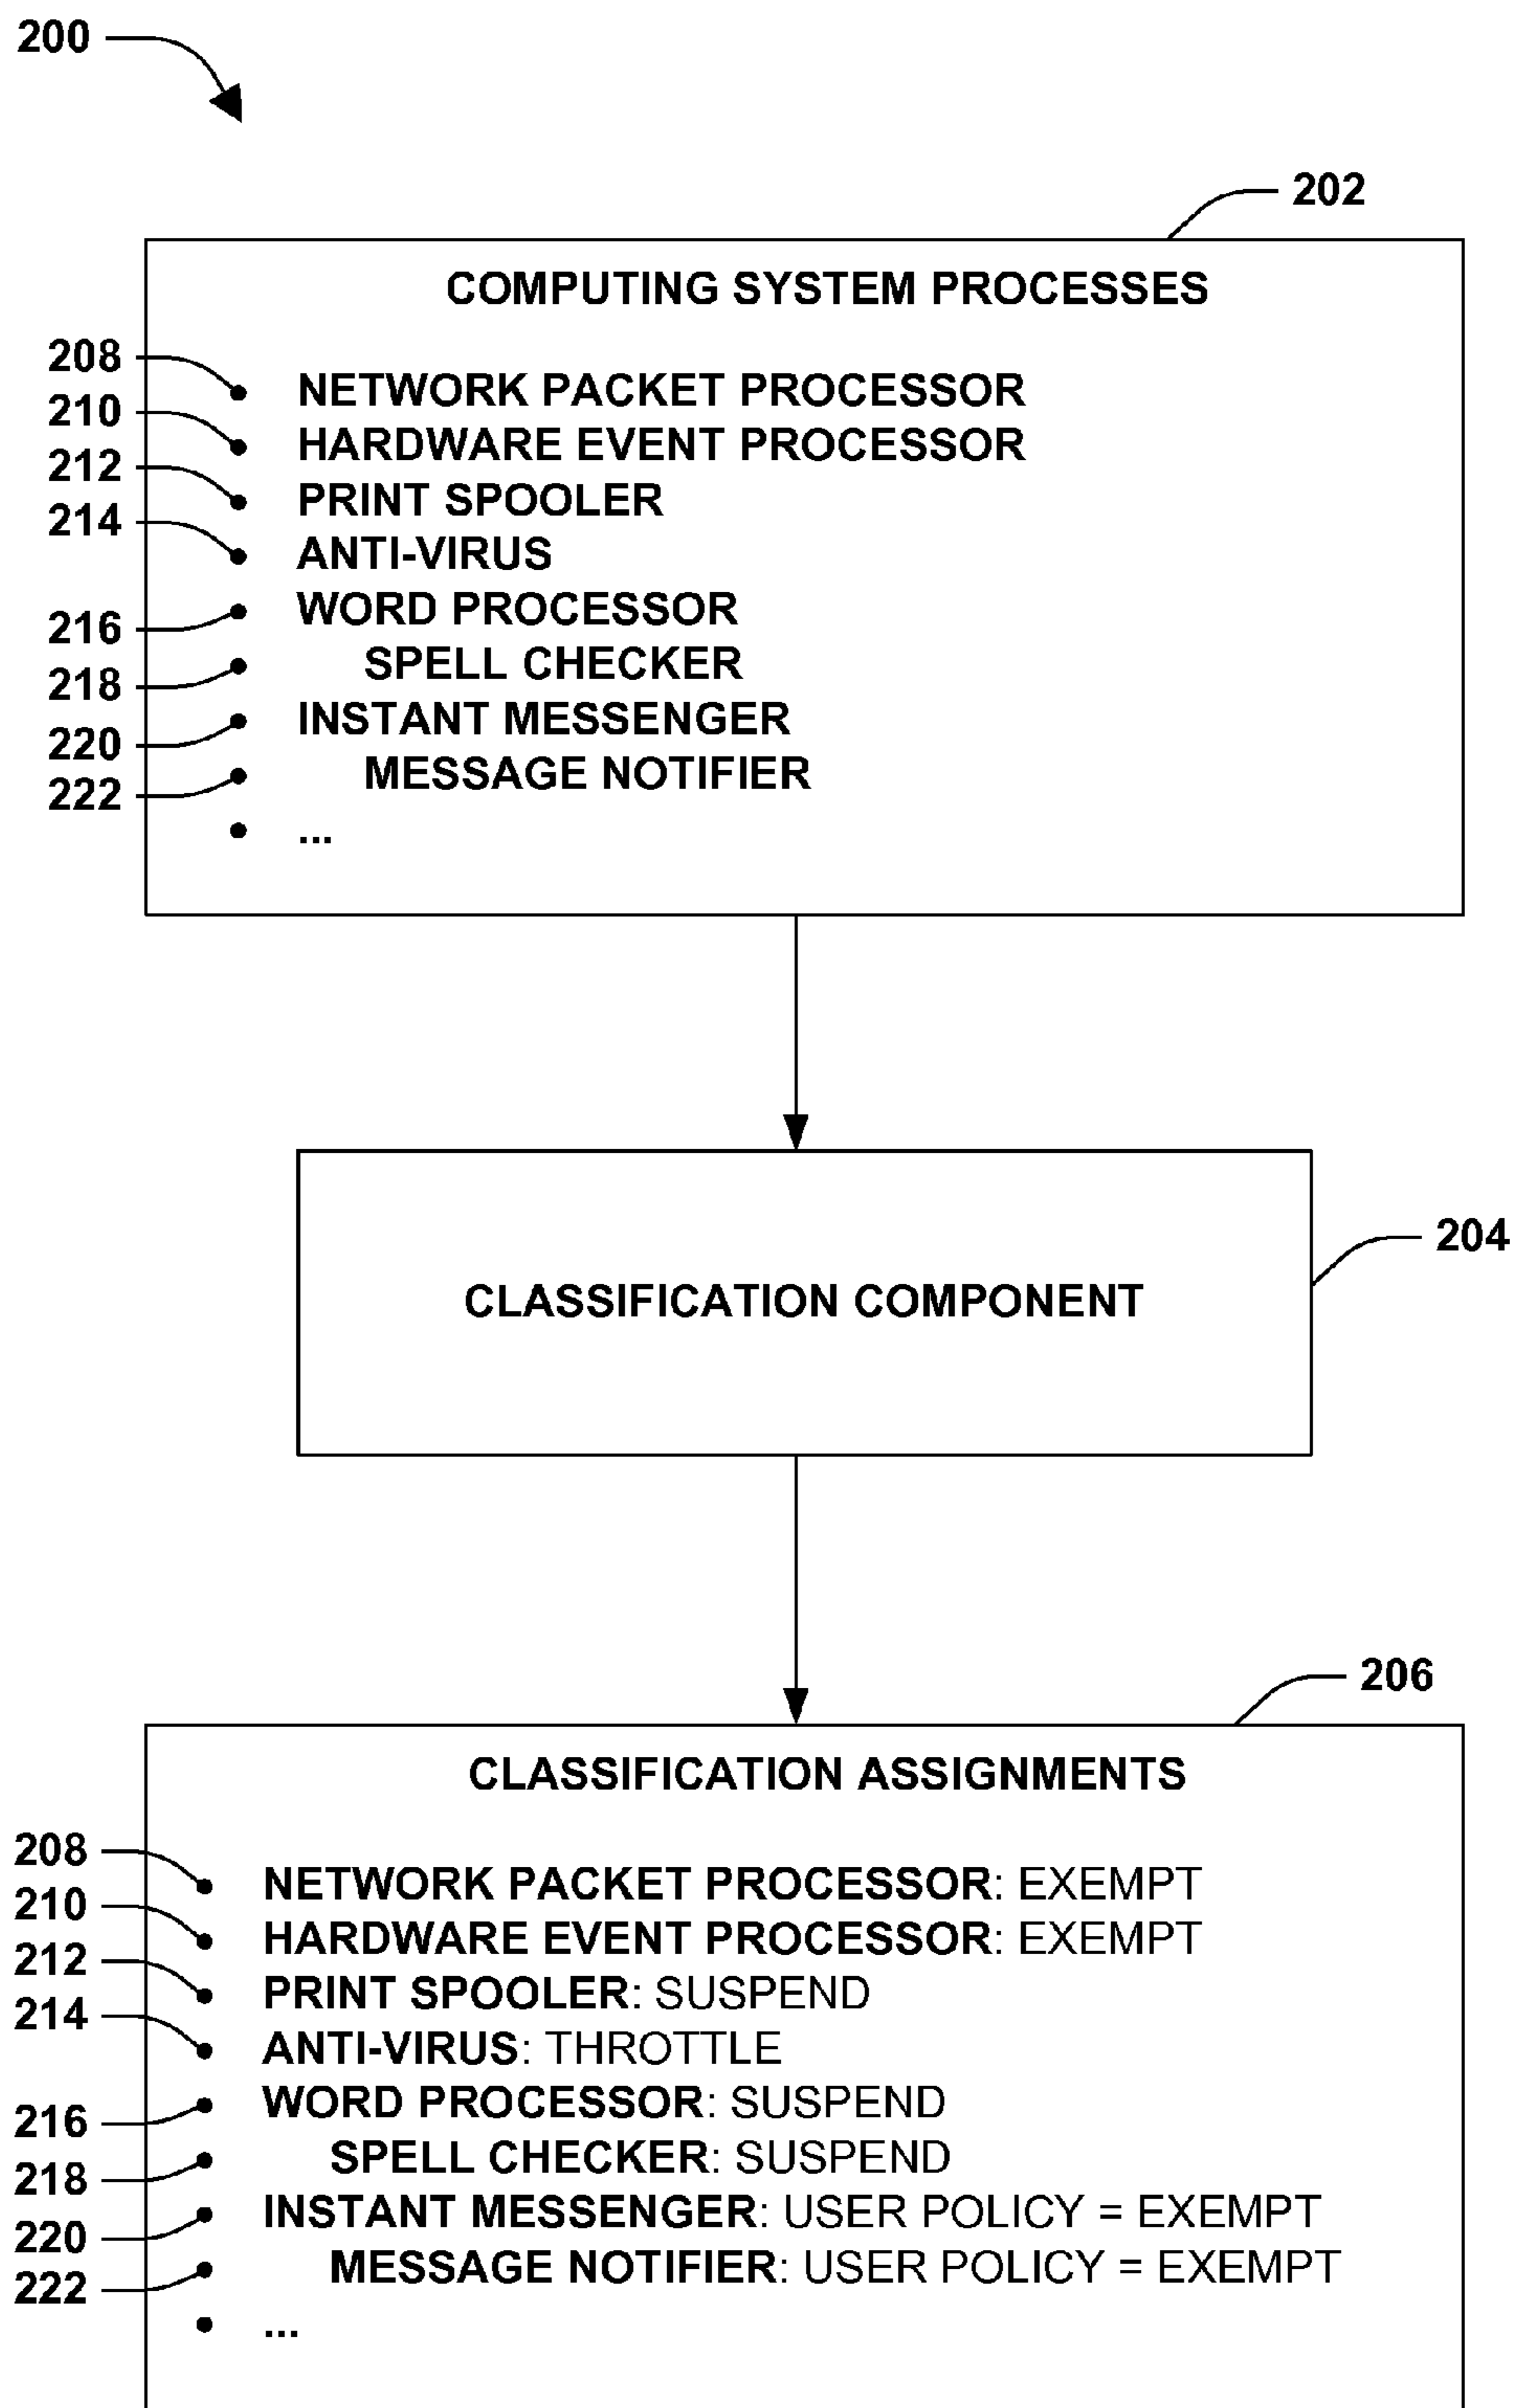 200
202
COMPUTING SYSTEM PROCESSES
208
NETWORK PACKET PROCESSOR
210
HARDWARE EVENT PROCESSOR
212
PRINT SPOOLER
214
ANTI-VIRUS
216
WORD PROCESSOR
218
SPELL CHECKER
220
INSTANT MESSENGER
222
MESSAGE NOTIFIER
...
204
CLASSIFICATION COMPONENT
206
CLASSIFICATION ASSIGNMENTS
208
NETWORK PACKET PROCESSOR: EXEMPT
210
HARDWARE EVENT PROCESSOR: EXEMPT
212
PRINT SPOOLER: SUSPEND
214
ANTI-VIRUS: THROTTLE
216
WORD PROCESSOR: SUSPEND
218
SPELL CHECKER: SUSPEND
220
INSTANT MESSENGER: USER POLICY = EXEMPT
222
MESSAGE NOTIFIER: USER POLICY = EXEMPT
...